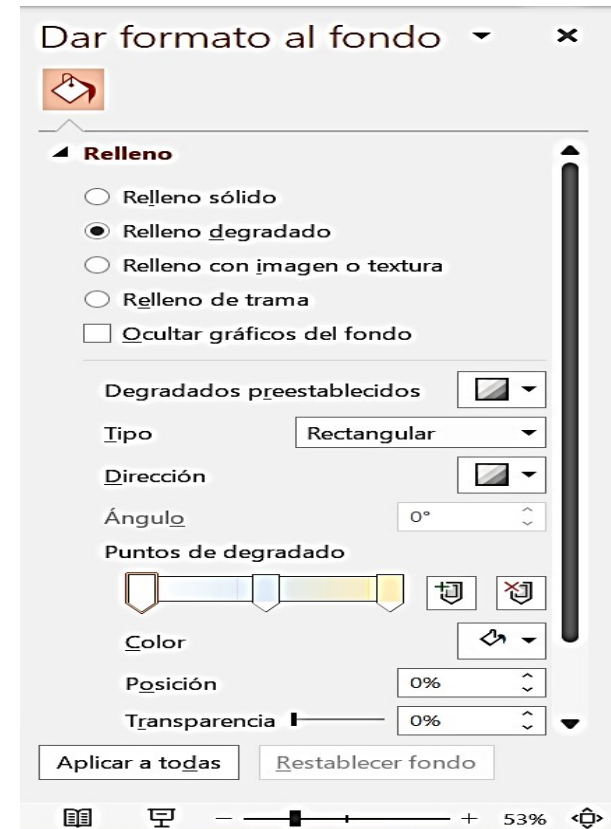 Dar formato al fondo
Relleno
Relleno sólido
Relleno degradado
Relleno con imagen o textura
Relleno de trama
Ocultar gráficos del fondo
Degradados preestablecidos
Tipo Rectangular
Dirección
Ángulo 0°
Puntos de degradado
Color
Posición 0%
Transparencia 0%
Aplicar a todas Restablecer fondo
53%